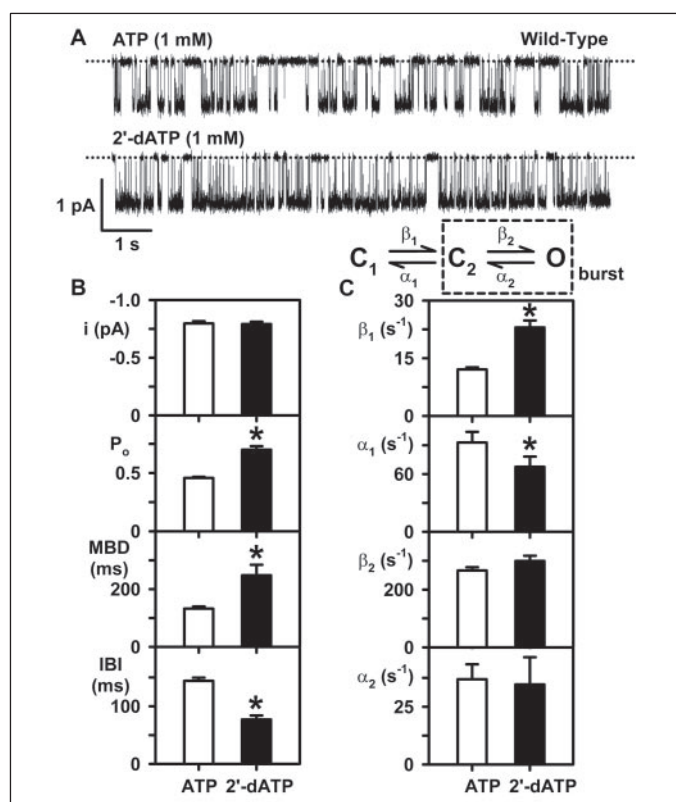 A ATP (1 mM) Wild-Type
2'-dATP (1 mM)
1 pA
1 s
C1 β1 α1 C2 β2 α2 O burst
B
-1.0
i (pA) -0.5
0
Po 0.5
*
0
MBD
(ms)
200
*
0
IBI
(ms)
100
*
0
ATP 2'-dATP
C
30
β1 (s-1)
15
*
0
α1 (s-1)
60
*
0
β2 (s-1)
200
0
α2 (s-1)
25
0
ATP 2'-dATP